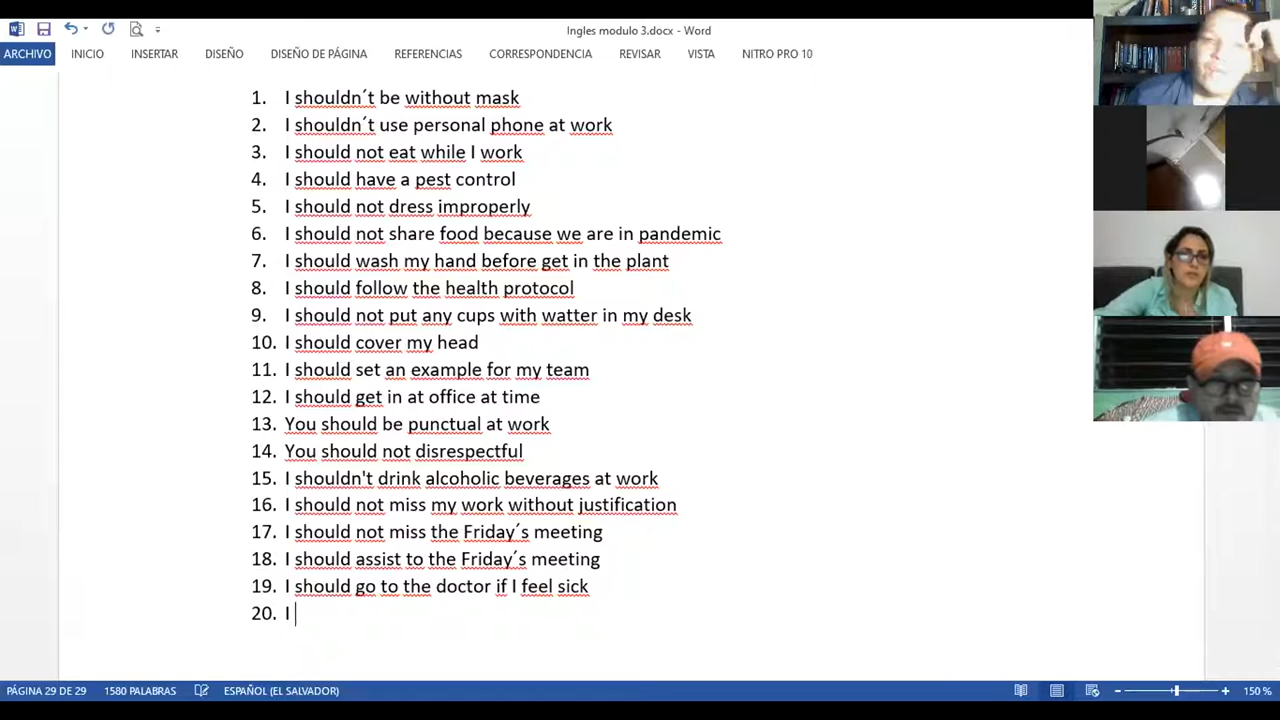 Ingles modulo 3.docx - Word
ARCHIVO INICIO INSERTAR DISEÑO DISEÑO DE PÁGINA REFERENCIAS CORRESPONDENCIA REVISAR VISTA NITRO PRO 10
1. I shouldn´t be without mask
2. I shouldn´t use personal phone at work
3. I should not eat while I work
4. I should have a pest control
5. I should not dress improperly
6. I should not share food because we are in pandemic
7. I should wash my hand before get in the plant
8. I should follow the health protocol
9. I should not put any cups with watter in my desk
10. I should cover my head
11. I should set an example for my team
12. I should get in at office at time
13. You should be punctual at work
14. You should not disrespectful
15. I shouldn't drink alcoholic beverages at work
16. I should not miss my work without justification
17. I should not miss the Friday´s meeting
18. I should assist to the Friday´s meeting
19. I should go to the doctor if I feel sick
20. I
PÁGINA 29 DE 29 1580 PALABRAS ESPAÑOL (EL SALVADOR) 150 %